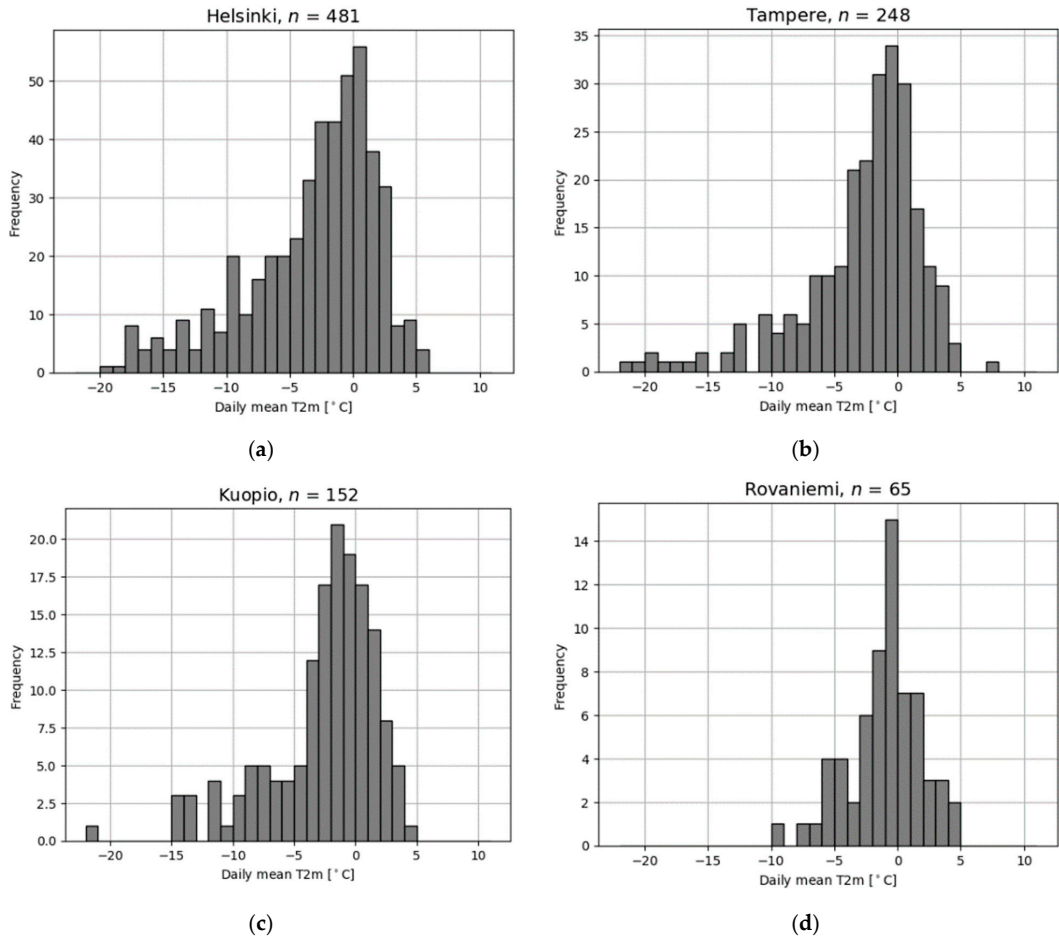 Helsinki, n = 481
50
40
30
20
10
0
Frequency
−20 −15 −10 −5 0 5 10
Daily mean T2m [°C]
(a)
Tampere, n = 248
35
30
25
20
15
10
5
0
Frequency
−20 −15 −10 −5 0 5 10
Daily mean T2m [°C]
(b)
Kuopio, n = 152
20.0
17.5
15.0
12.5
10.0
7.5
5.0
2.5
0.0
Frequency
−20 −15 −10 −5 0 5 10
Daily mean T2m [°C]
(c)
Rovaniemi, n = 65
14
12
10
8
6
4
2
0
Frequency
−20 −15 −10 −5 0 5 10
Daily mean T2m [°C]
(d)